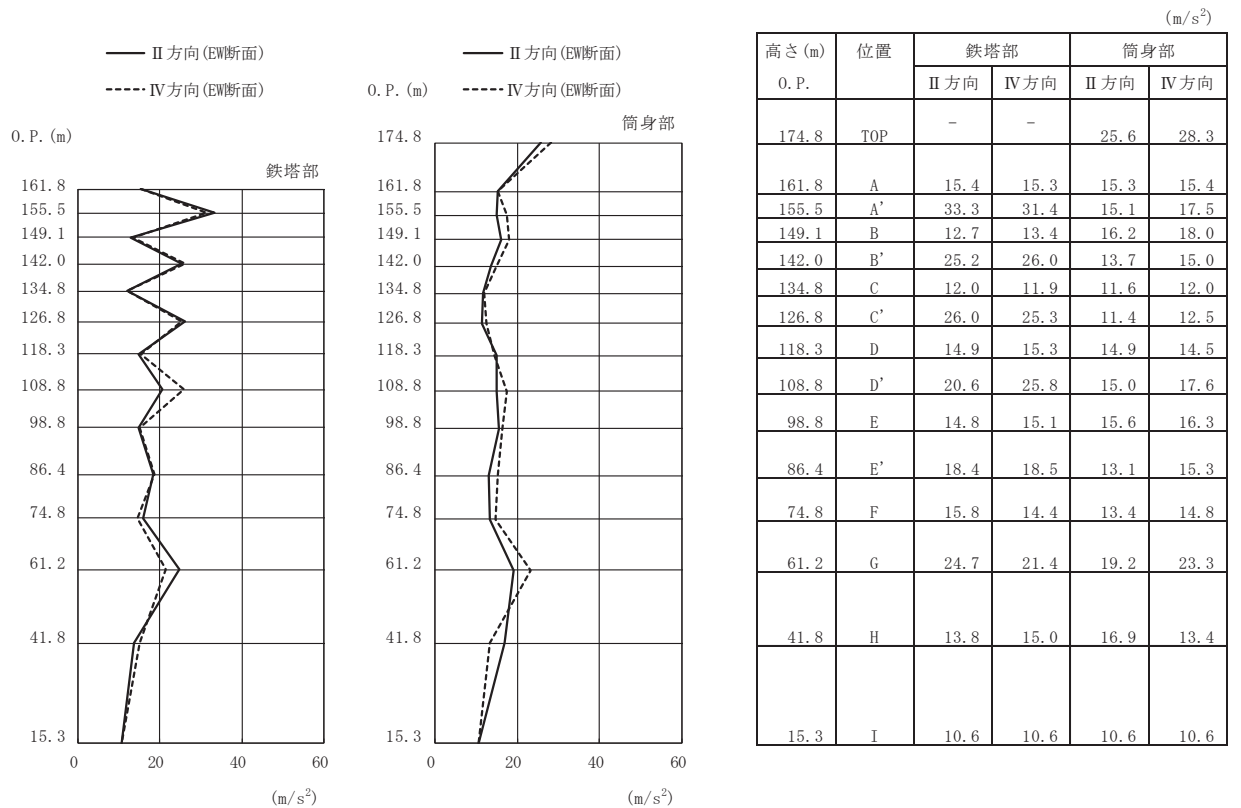 II 方向(EW断面)
IV方向(EW断面)
O.P.(m)
鉄塔部
161.8
155.5
149.1
142.0
134.8
126.8
118.3
108.8
98.8
86.4
74.8
61.2
41.8
15.3
0 20 40 60
(m/s²)
II 方向(EW断面)
IV方向(EW断面)
O.P.(m)
筒身部
174.8
161.8
155.5
149.1
142.0
134.8
126.8
118.3
108.8
98.8
86.4
74.8
61.2
41.8
15.3
0 20 40 60
(m/s²)
(m/s²)
高さ(m) 位置 鉄塔部 筒身部
O.P. II 方向 IV方向 II 方向 IV方向
174.8 TOP － － 25.6 28.3
161.8 A 15.4 15.3 15.3 15.4
155.5 A' 33.3 31.4 15.1 17.5
149.1 B 12.7 13.4 16.2 18.0
142.0 B' 25.2 26.0 13.7 15.0
134.8 C 12.0 11.9 11.6 12.0
126.8 C' 26.0 25.3 11.4 12.5
118.3 D 14.9 15.3 14.9 14.5
108.8 D' 20.6 25.8 15.0 17.6
98.8 E 14.8 15.1 15.6 16.3
86.4 E' 18.4 18.5 13.1 15.3
74.8 F 15.8 14.4 13.4 14.8
61.2 G 24.7 21.4 19.2 23.3
41.8 H 13.8 15.0 16.9 13.4
15.3 I 10.6 10.6 10.6 10.6